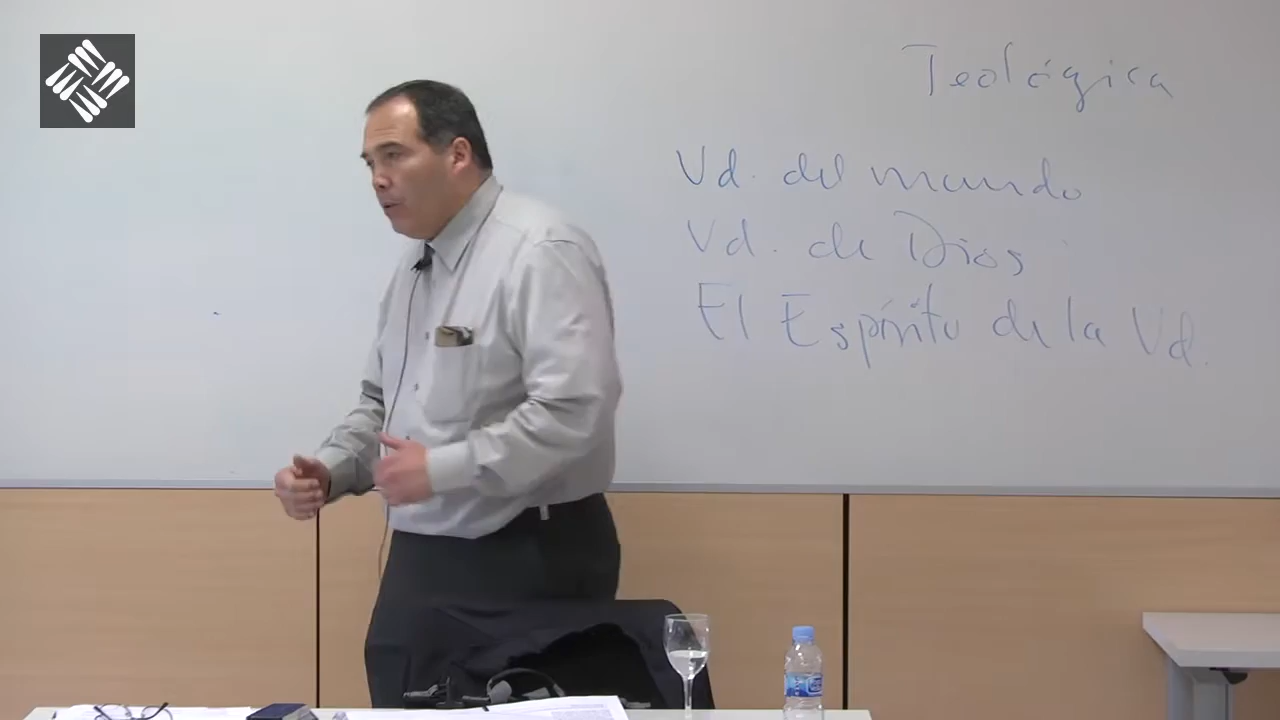 Teológica
Vd. del mundo
Vd. de Dios
El Espíritu de la Vd.